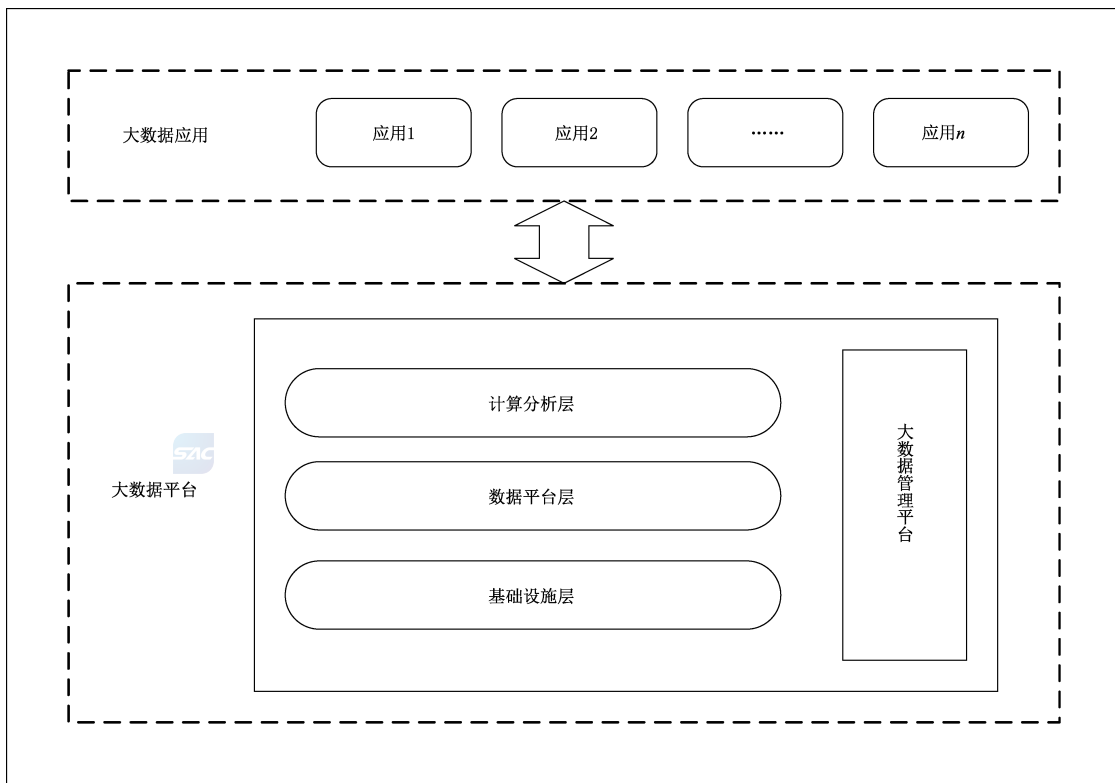 大数据应用
应用1
应用2
……
应用n
计算分析层
SAC
大数据平台
数据平台层
基础设施层
大数据管理平台